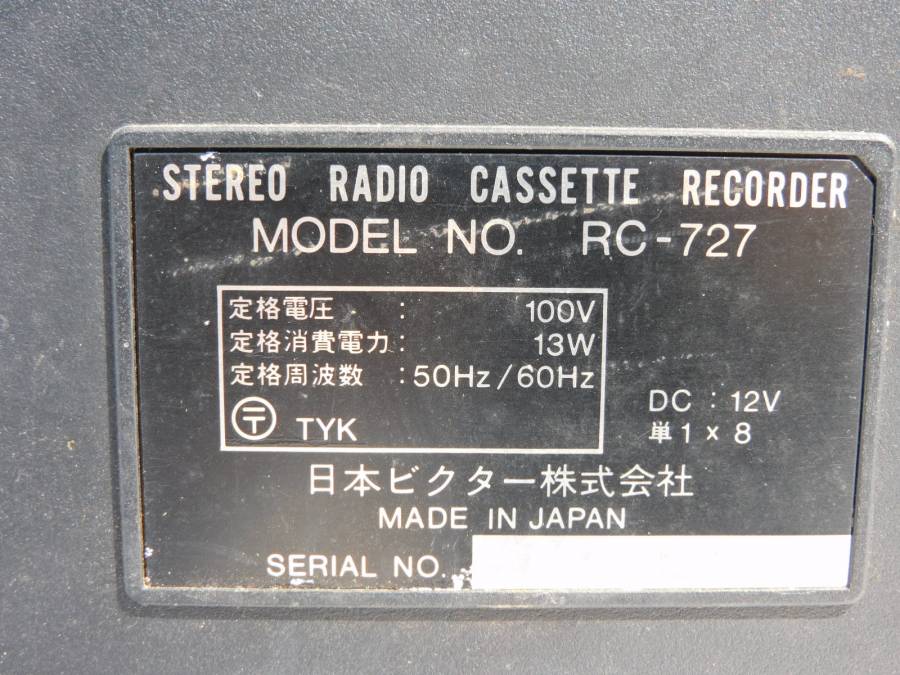 STEREO RADIO CASSETTE RECORDER
MODEL NO. RC-727
定格電圧 : 100V
定格消費電力 : 13W
定格周波数 : 50Hz/60Hz
〶 TYK
DC : 12V
単1×8
日本ビクター株式会社
MADE IN JAPAN
SERIAL NO.